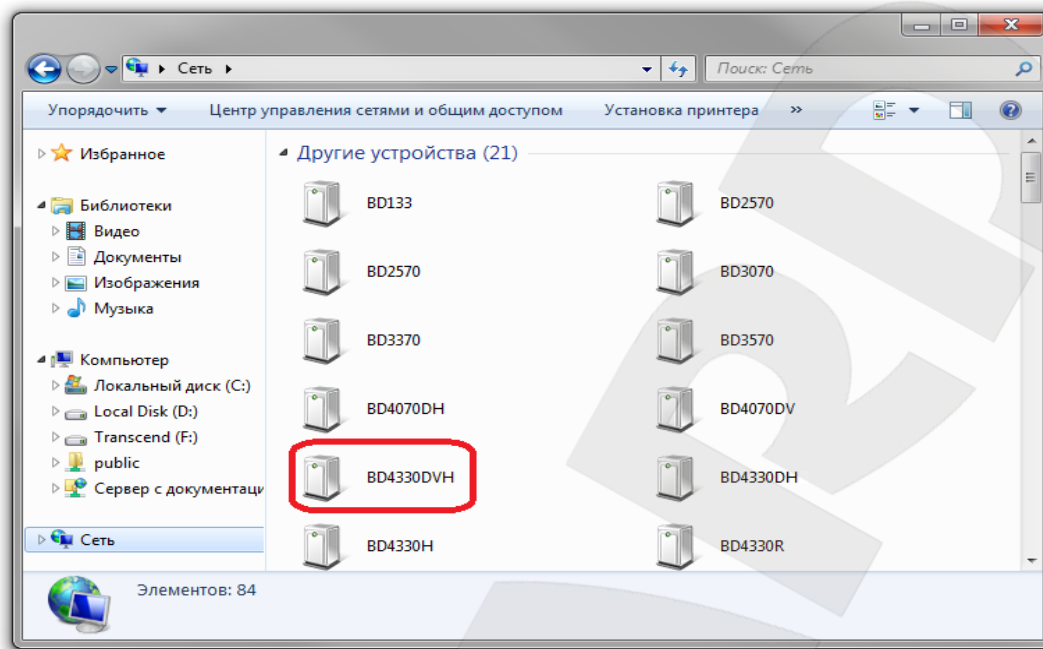 Сеть
Поиск: Сеть
Упорядочить
Центр управления сетями и общим доступом
Установка принтера
»
Избранное
Библиотеки
Видео
Документы
Изображения
Музыка
Компьютер
Локальный диск (C:)
Local Disk (D:)
Transcend (F:)
public
Сервер с документаци
Сеть
Другие устройства (21)
BD133
BD2570
BD2570
BD3070
BD3370
BD3570
BD4070DH
BD4070DV
BD4330DVH
BD4330DH
BD4330H
BD4330R
Элементов: 84